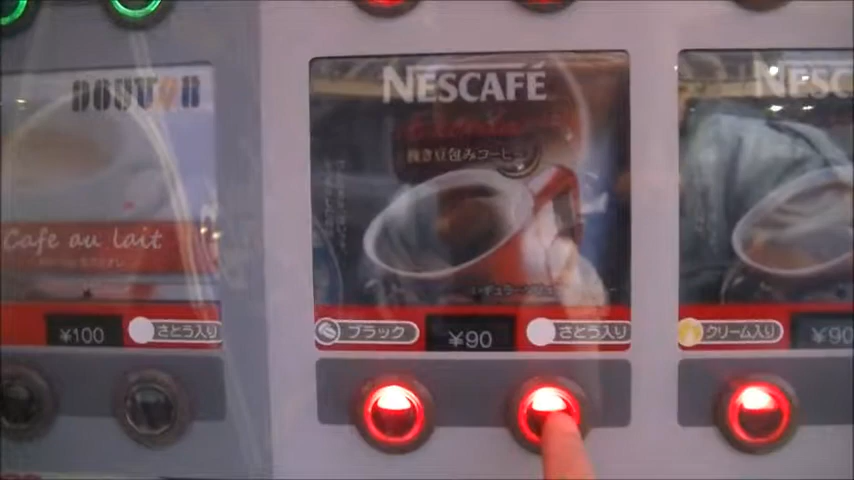 DOUTOR
Cafe au lait
¥100
さとう入り
NESCAFÉ
挽き豆包みコーヒー
ブラック
¥90
さとう入り
NESC
クリーム入り
¥90